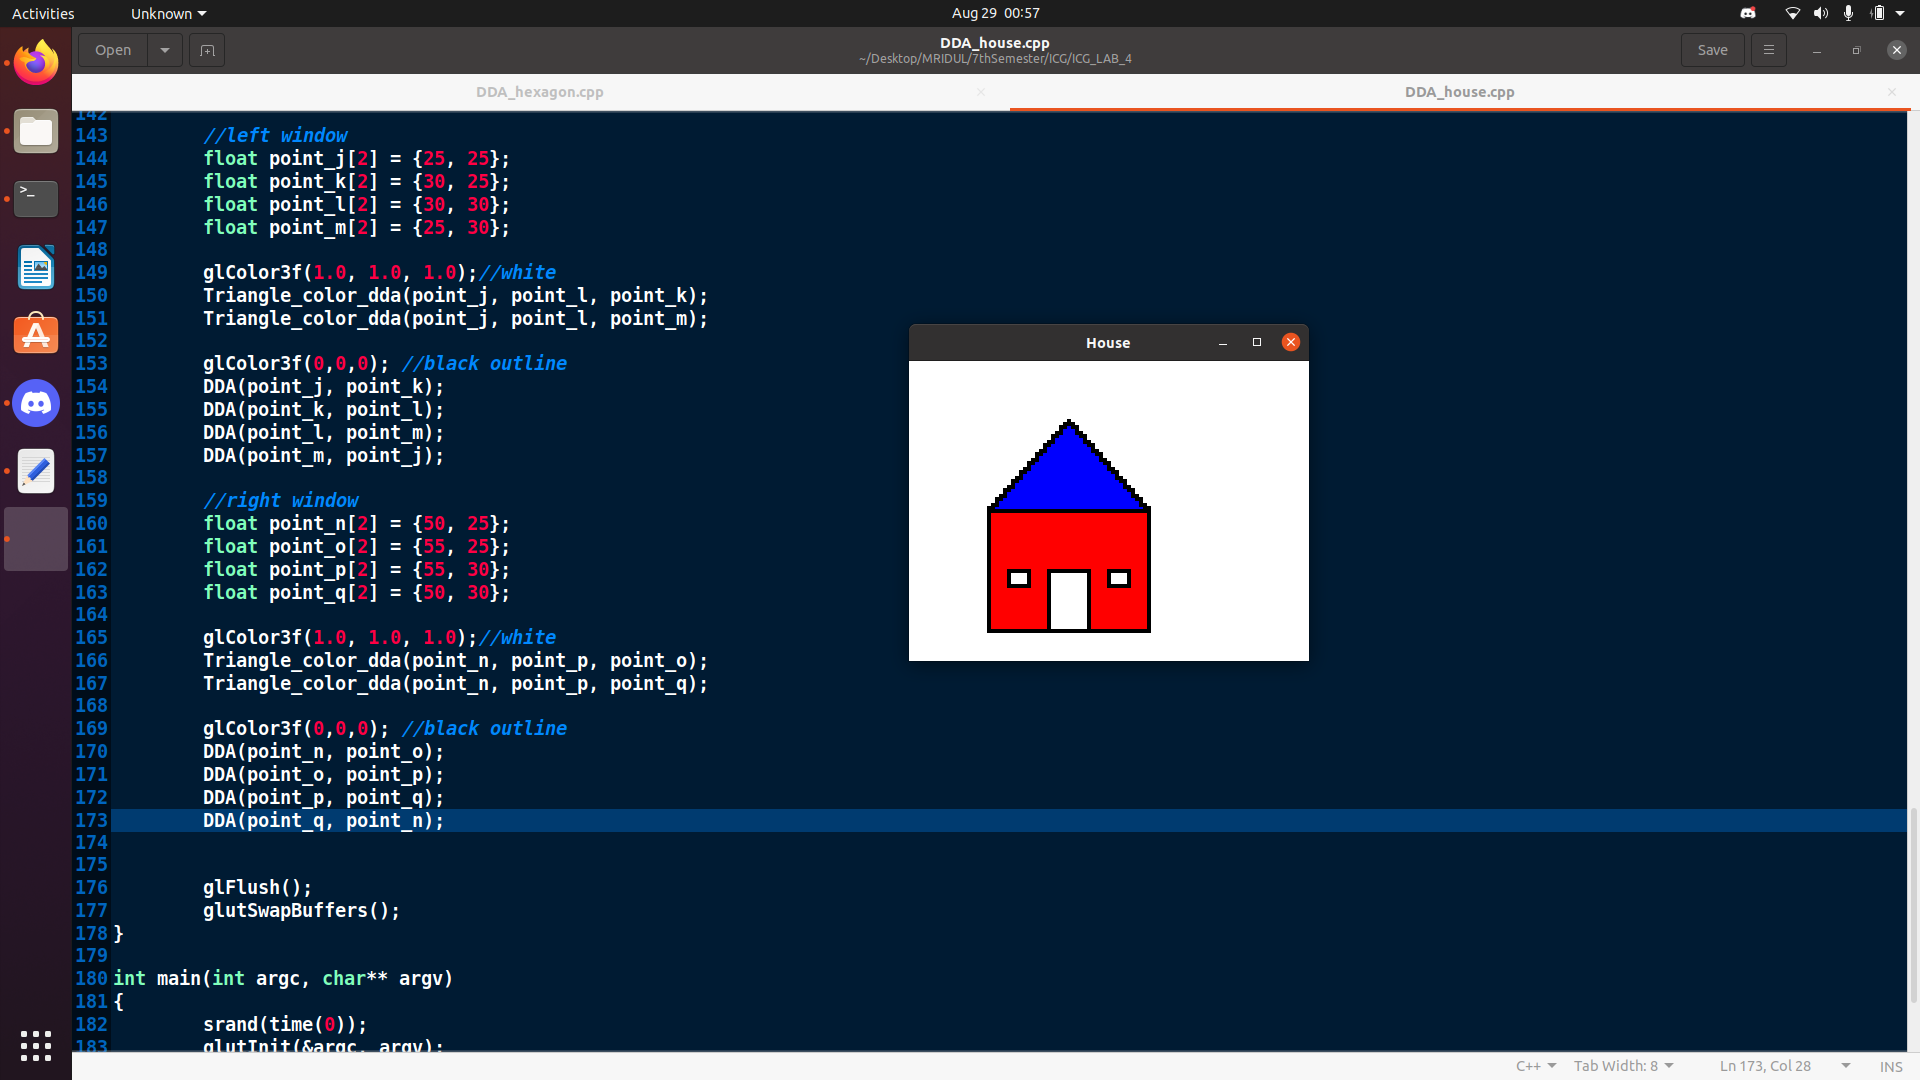 Activities
Unknown
Aug 29 00:57
Open
DDA_house.cpp
~/Desktop/MRIDUL/7thSemester/ICG/ICG_LAB_4
Save
DDA_hexagon.cpp
DDA_house.cpp
142
143 //left window
144 float point_j[2] = {25, 25};
145 float point_k[2] = {30, 25};
146 float point_l[2] = {30, 30};
147 float point_m[2] = {25, 30};
148
149 glColor3f(1.0, 1.0, 1.0);//white
150 Triangle_color_dda(point_j, point_l, point_k);
151 Triangle_color_dda(point_j, point_l, point_m);
152
153 glColor3f(0,0,0); //black outline
154 DDA(point_j, point_k);
155 DDA(point_k, point_l);
156 DDA(point_l, point_m);
157 DDA(point_m, point_j);
158
159 //right window
160 float point_n[2] = {50, 25};
161 float point_o[2] = {55, 25};
162 float point_p[2] = {55, 30};
163 float point_q[2] = {50, 30};
164
165 glColor3f(1.0, 1.0, 1.0);//white
166 Triangle_color_dda(point_n, point_p, point_o);
167 Triangle_color_dda(point_n, point_p, point_q);
168
169 glColor3f(0,0,0); //black outline
170 DDA(point_n, point_o);
171 DDA(point_o, point_p);
172 DDA(point_p, point_q);
173 DDA(point_q, point_n);
174
175
176 glFlush();
177 glutSwapBuffers();
178 }
179
180 int main(int argc, char** argv)
181 {
182 srand(time(0));
183 glutInit(&argc, argv);
House
C++
Tab Width: 8
Ln 173, Col 28
INS